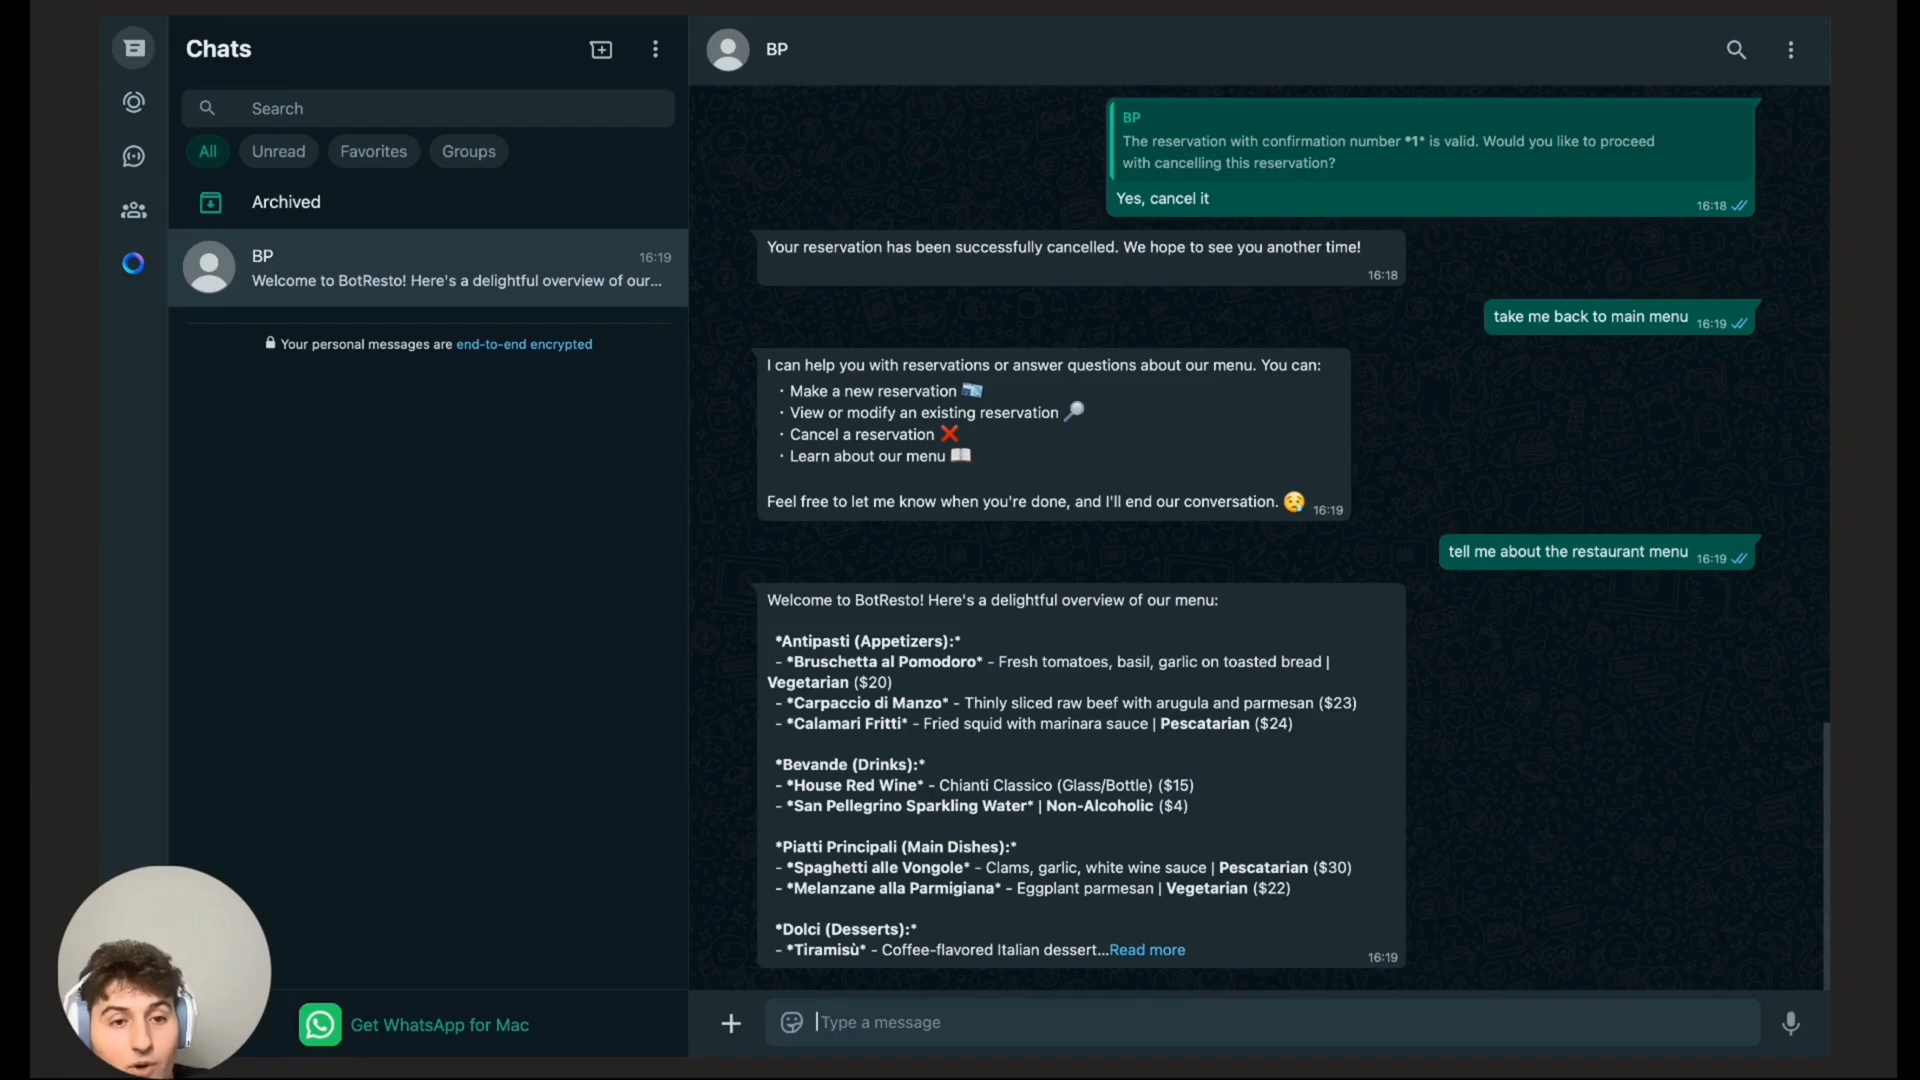 Chats
Search
All
Unread
Favorites
Groups
Archived
BP
16:19
Welcome to BotResto! Here's a delightful overview of our...
Your personal messages are end-to-end encrypted
Get WhatsApp for Mac
BP
BP
The reservation with confirmation number *1* is valid. Would you like to proceed
with cancelling this reservation?
Yes, cancel it
16:18
Your reservation has been successfully cancelled. We hope to see you another time!
16:18
take me back to main menu
16:19
I can help you with reservations or answer questions about our menu. You can:
· Make a new reservation
· View or modify an existing reservation 🔎
· Cancel a reservation ❌
· Learn about our menu 📖
Feel free to let me know when you're done, and I'll end our conversation. 😢
16:19
tell me about the restaurant menu
16:19
Welcome to BotResto! Here's a delightful overview of our menu:
*Antipasti (Appetizers):*
- *Bruschetta al Pomodoro* - Fresh tomatoes, basil, garlic on toasted bread |
Vegetarian ($20)
- *Carpaccio di Manzo* - Thinly sliced raw beef with arugula and parmesan ($23)
- *Calamari Fritti* - Fried squid with marinara sauce | Pescatarian ($24)
*Bevande (Drinks):*
- *House Red Wine* - Chianti Classico (Glass/Bottle) ($15)
- *San Pellegrino Sparkling Water* | Non-Alcoholic ($4)
*Piatti Principali (Main Dishes):*
- *Spaghetti alle Vongole* - Clams, garlic, white wine sauce | Pescatarian ($30)
- *Melanzane alla Parmigiana* - Eggplant parmesan | Vegetarian ($22)
*Dolci (Desserts):*
- *Tiramisù* - Coffee-flavored Italian dessert...Read more
16:19
Type a message